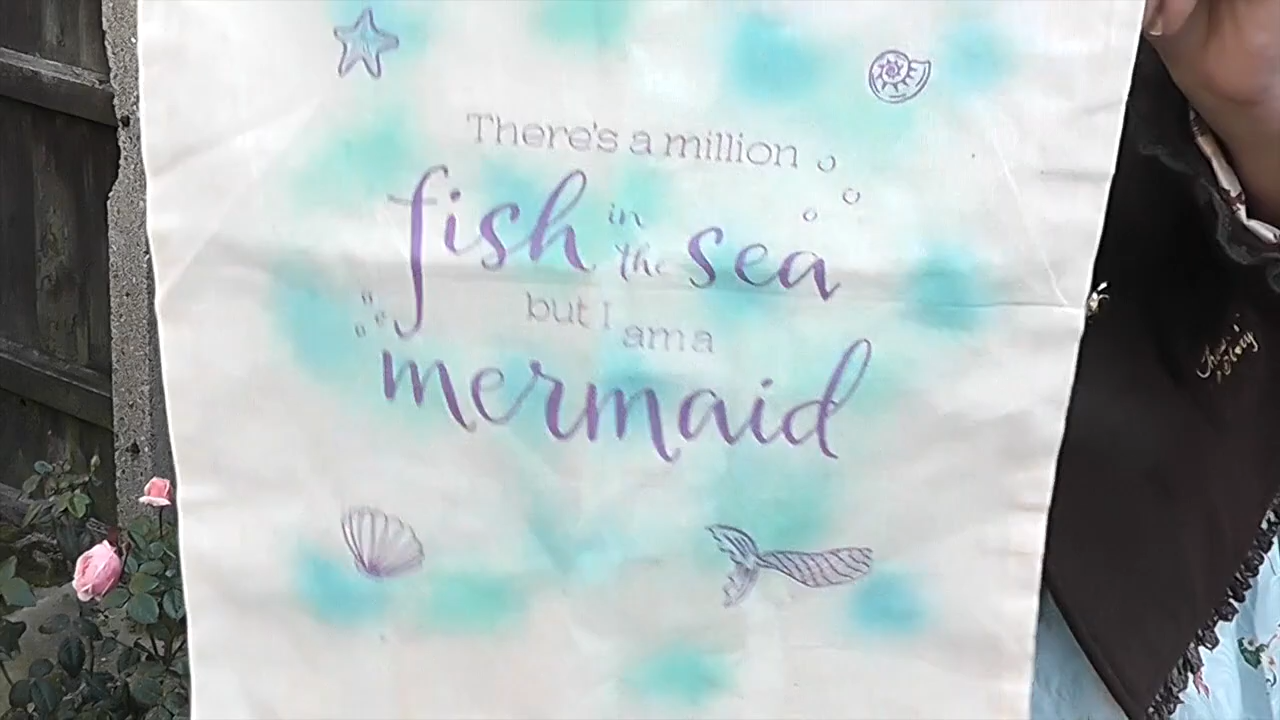 There's a million
fish in the sea
but I am a
mermaid